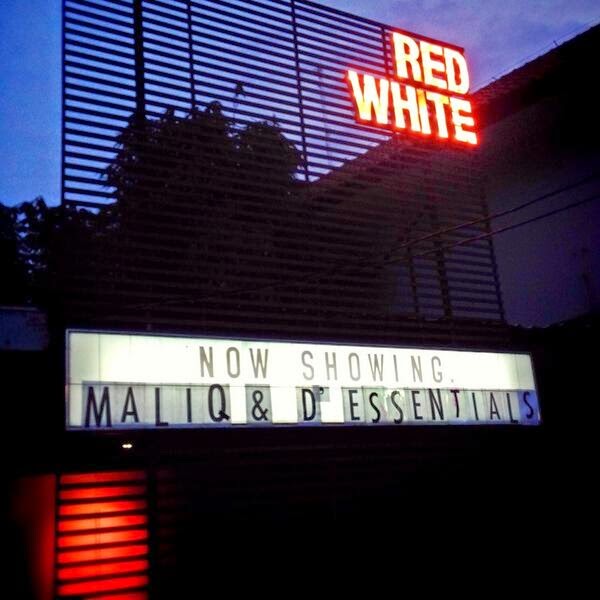 RED
WHITE
NOW SHOWING.
MALIQ & D'ESSENTIALS